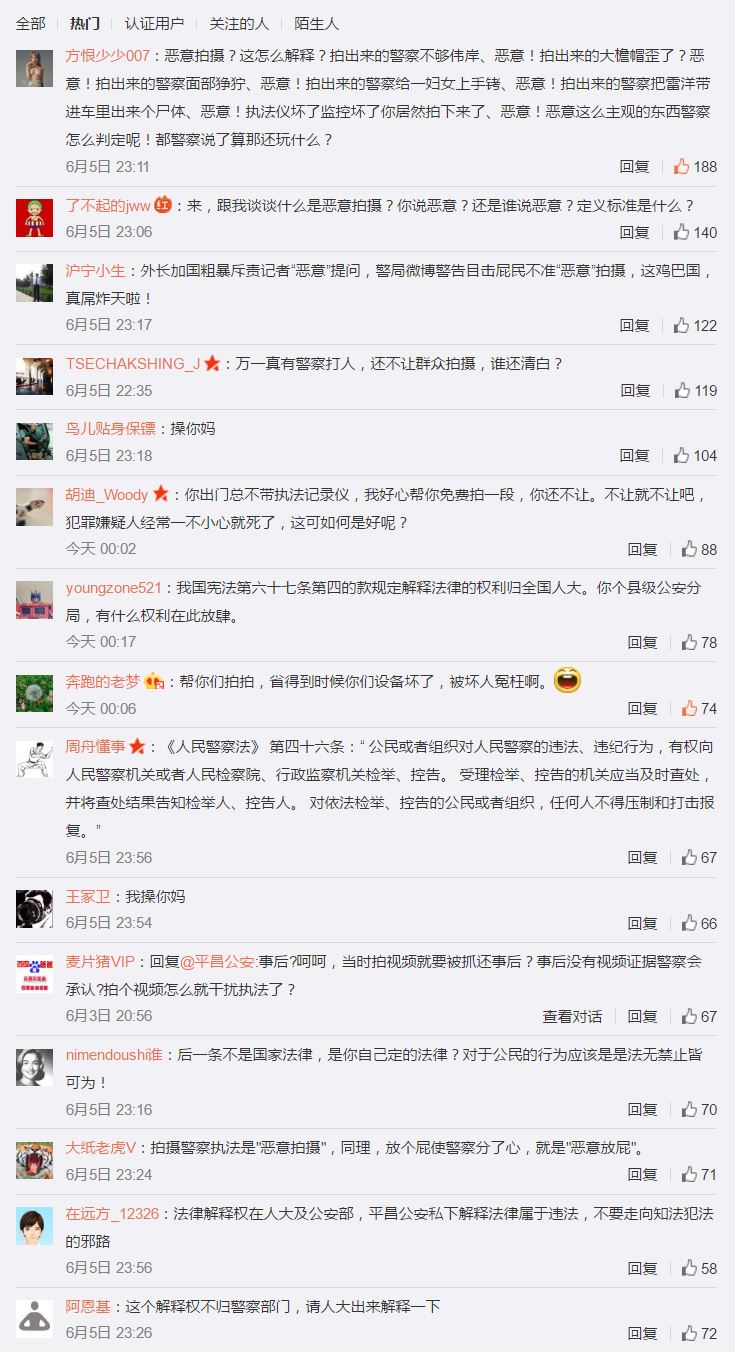 全部 热门 认证用户 关注的人 陌生人
方恨少少007：恶意拍摄？这怎么解释？拍出来的警察不够伟岸、恶意！拍出来的大檐帽歪了？恶
意！拍出来的警察面部狰狞、恶意！拍出来的警察给一妇女上手铐、恶意！拍出来的警察把雷洋带
进车里出来个尸体、恶意！执法仪坏了监控坏了你居然拍下来了、恶意！恶意这么主观的东西警察
怎么判定呢！都警察说了算那还玩什么？
6月5日 23:11 回复 188
了不起的jww 红：来，跟我谈谈什么是恶意拍摄？你说恶意？还是谁说恶意？定义标准是什么？
6月5日 23:06 回复 140
沪宁小生：外长加国粗暴斥责记者“恶意”提问，警局微博警告目击屁民不准“恶意”拍摄，这鸡巴国，
真屌炸天啦！
6月5日 23:17 回复 122
TSECHAKSHING_J：万一真有警察打人，还不让群众拍摄，谁还清白？
6月5日 22:35 回复 119
鸟儿贴身保镖：操你妈
6月5日 23:18 回复 104
胡迪_Woody：你出门总不带执法记录仪，我好心帮你免费拍一段，你还不让。不让就不让吧，
犯罪嫌疑人经常一不小心就死了，这可如何是好呢？
今天 00:02 回复 88
youngzone521：我国宪法第六十七条第四的款规定解释法律的权利归全国人大。你个县级公安分
局，有什么权利在此放肆。
今天 00:17 回复 78
奔跑的老梦：帮你们拍拍，省得到时候你们设备坏了，被坏人冤枉啊。
今天 00:06 回复 74
周舟懂事：《人民警察法》 第四十六条：“ 公民或者组织对人民警察的违法、违纪行为，有权向
人民警察机关或者人民检察院、行政监察机关检举、控告。 受理检举、控告的机关应当及时查处，
并将查处结果告知检举人、控告人。 对依法检举、控告的公民或者组织，任何人不得压制和打击报
复。”
6月5日 23:56 回复 67
王冡卫：我操你妈
6月5日 23:54 回复 66
麦片猪VIP：回复@平昌公安:事后?呵呵，当时拍视频就要被抓还事后？事后没有视频证据警察会
承认?拍个视频怎么就干扰执法了？
6月3日 20:56 查看对话 回复 67
nimendoushi谁：后一条不是国家法律，是你自己定的法律？对于公民的行为应该是是法无禁止皆
可为！
6月5日 23:16 回复 70
大纸老虎V：拍摄警察执法是"恶意拍摄"，同理，放个屁使警察分了心，就是"恶意放屁"。
6月5日 23:24 回复 71
在远方_12326：法律解释权在人大及公安部，平昌公安私下解释法律属于违法，不要走向知法犯法
的邪路
6月5日 23:56 回复 58
阿恩基：这个解释权不归警察部门，请人大出来解释一下
6月5日 23:26 回复 72